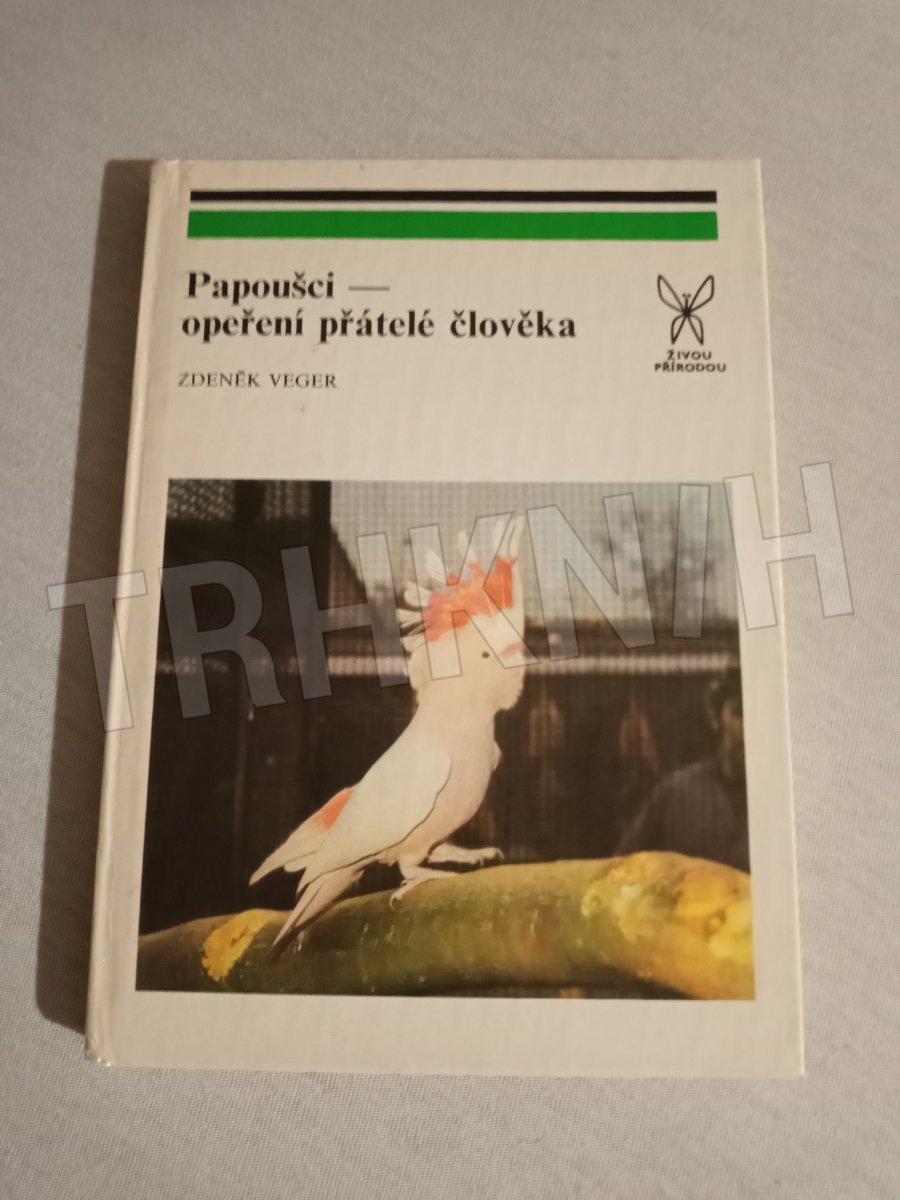 Papoušci —
opeření přátelé člověka
ZDENĚK VEGER
ŽIVOU
PŘÍRODOU
TRHKNIH